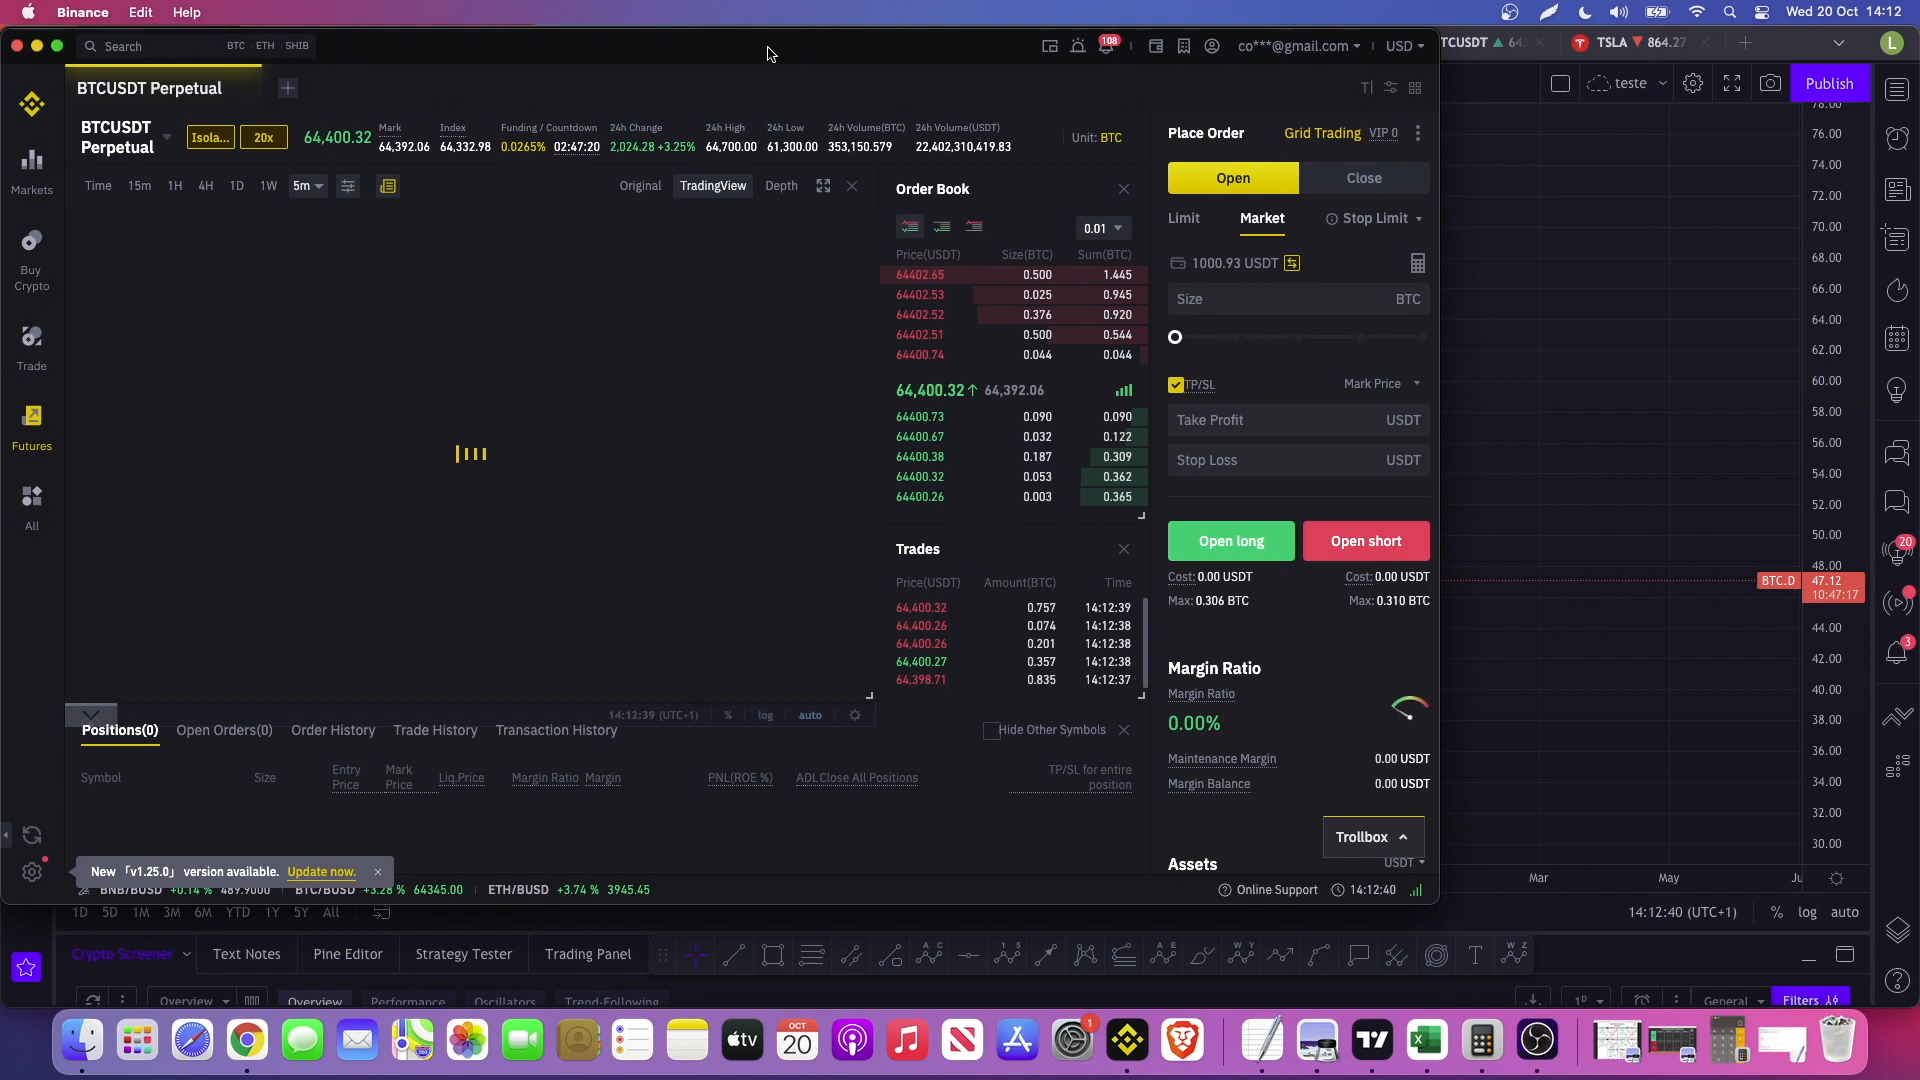 Binance Edit Help
Wed 20 Oct 14:12
Search BTC ETH SHIB
108
co***@gmail.com USD
TCUSDT TSLA 864.27
L
BTCUSDT Perpetual
teste
Publish
BTCUSDT
Perpetual
Isola... 20x 64,400.32
Mark Index Funding / Countdown 24h Change 24h High 24h Low 24h Volume(BTC) 24h Volume(USDT)
64,392.06 64,332.98 0.0265% 02:47:20 2,024.28 +3.25% 64,700.00 61,300.00 353,150.579 22,402,310,419.83
Unit: BTC
Time 15m 1H 4H 1D 1W 5m
Original TradingView Depth
Markets
Buy
Crypto
Trade
Futures
All
Order Book
0.01
Price(USDT) Size(BTC) Sum(BTC)
64402.65 0.500 1.445
64402.53 0.025 0.945
64402.52 0.376 0.920
64402.51 0.500 0.544
64400.74 0.044 0.044
64,400.32 64,392.06
64400.73 0.090 0.090
64400.67 0.032 0.122
64400.38 0.187 0.309
64400.32 0.053 0.362
64400.26 0.003 0.365
Trades
Price(USDT) Amount(BTC) Time
64,400.32 0.757 14:12:39
64,400.26 0.074 14:12:38
64,400.26 0.201 14:12:38
64,400.27 0.357 14:12:38
64,398.71 0.835 14:12:37
Place Order Grid Trading VIP 0
Open Close
Limit Market Stop Limit
1000.93 USDT
Size BTC
TP/SL Mark Price
Take Profit USDT
Stop Loss USDT
Open long Open short
Cost: 0.00 USDT Cost: 0.00 USDT
Max: 0.306 BTC Max: 0.310 BTC
Margin Ratio
Margin Ratio
0.00%
Maintenance Margin 0.00 USDT
Margin Balance 0.00 USDT
Trollbox
Assets USDT
14:12:39 (UTC+1) % log auto
Positions(0) Open Orders(0) Order History Trade History Transaction History
Hide Other Symbols
Symbol Size Entry
Price Mark
Price Liq.Price Margin Ratio Margin PNL(ROE %) ADL Close All Positions TP/SL for entire
position
New 「v1.25.0」 version available. Update now.
BNB/BUSD +0.14 % 489.9000 BTC/BUSD +3.28 % 64345.00 ETH/BUSD +3.74 % 3945.45
Online Support 14:12:40
78.00
76.00
74.00
72.00
70.00
68.00
66.00
64.00
62.00
60.00
58.00
56.00
54.00
52.00
50.00
48.00
BTC.D 47.12
10:47:17
44.00
42.00
40.00
38.00
36.00
34.00
32.00
30.00
20
3
Mar May Ju
1D 5D 1M 3M 6M YTD 1Y 5Y All
14:12:40 (UTC+1) % log auto
Crypto Screener Text Notes Pine Editor Strategy Tester Trading Panel
Overview Overview Performance Oscillators Trend-Following
1D General Filters
tv
OCT
20
1